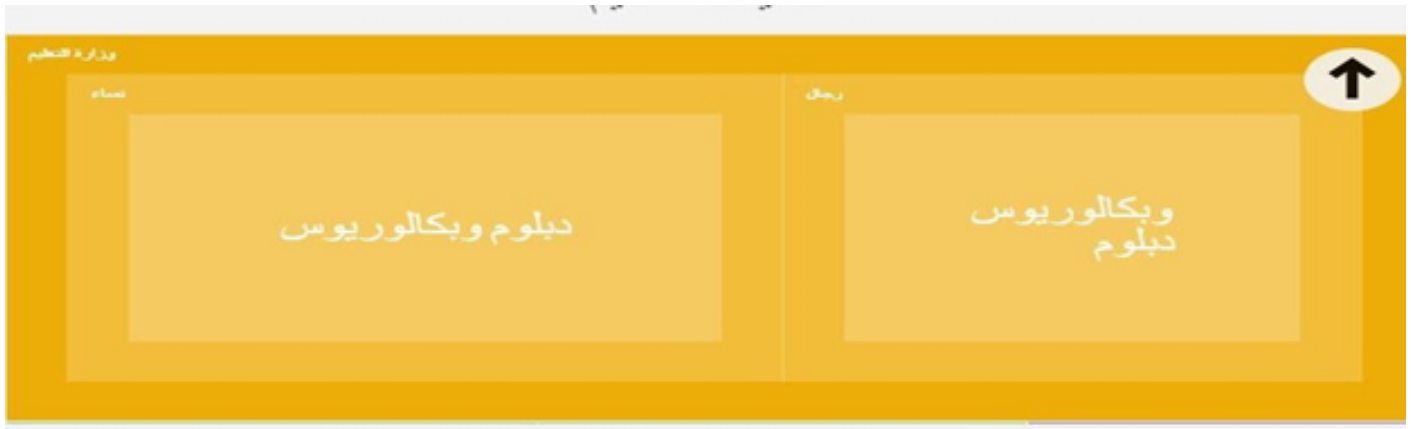 وزارة التعليم
رجال
نساء
وبكالوريوس
دبلوم
دبلوم وبكالوريوس